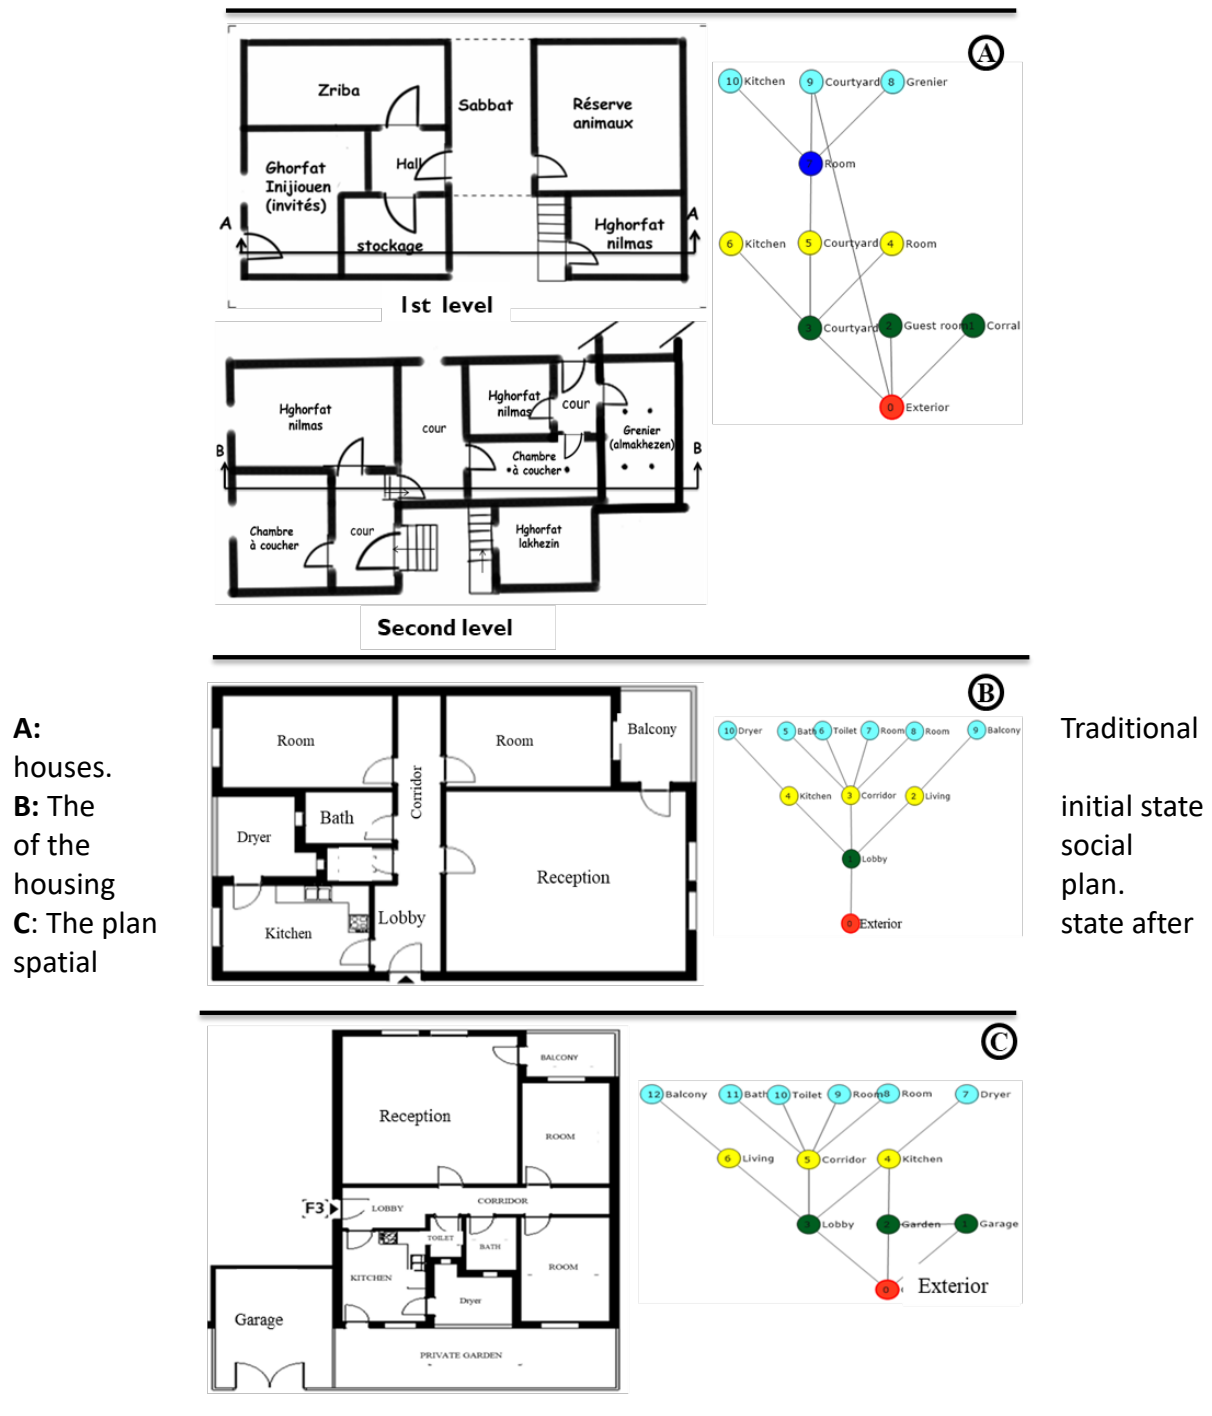 A
Zriba
Sabbat
Réserve
animaux
Hall
Ghorfat
Inijiouen
(invités)
A
A
stockage
Hghorfat
nilmas
1st level
10 Kitchen
9 Courtyard
8 Grenier
Room
6 Kitchen
5 Courtyard
4 Room
3 Courtyard
2 Guest room
1 Corral
0 Exterior
Hghorfat
nilmas
cour
Hghorfat
nilmas
cour
Grenier
(almakhezen)
B
B
Chambre
à coucher
Chambre
à coucher
cour
Hghorfat
lakhezin
Second level
B
Room
Room
Balcony
Corridor
Bath
Dryer
Reception
Lobby
Kitchen
10 Dryer
5 Bath
6 Toilet
7 Room
8 Room
9 Balcony
4 Kitchen
3 Corridor
2 Living
1 Lobby
0 Exterior
A: Traditional
houses.
B: The initial state
of the social
housing plan.
C: The plan state after
spatial
C
BALCONY
Reception
ROOM
F3
LOBBY
CORRIDOR
TOILET
BATH
KITCHEN
ROOM
Dryer
Garage
PRIVATE GARDEN
12 Balcony
11 Bath
10 Toilet
9 Room
8 Room
7 Dryer
6 Living
5 Corridor
4 Kitchen
3 Lobby
2 Garden
1 Garage
0 Exterior